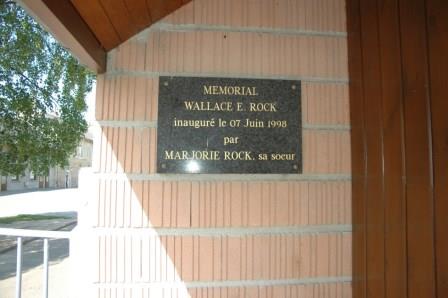 MEMORIAL
WALLACE E. ROCK
inauguré le 07 Juin 1998
par
MARJORIE ROCK, sa soeur